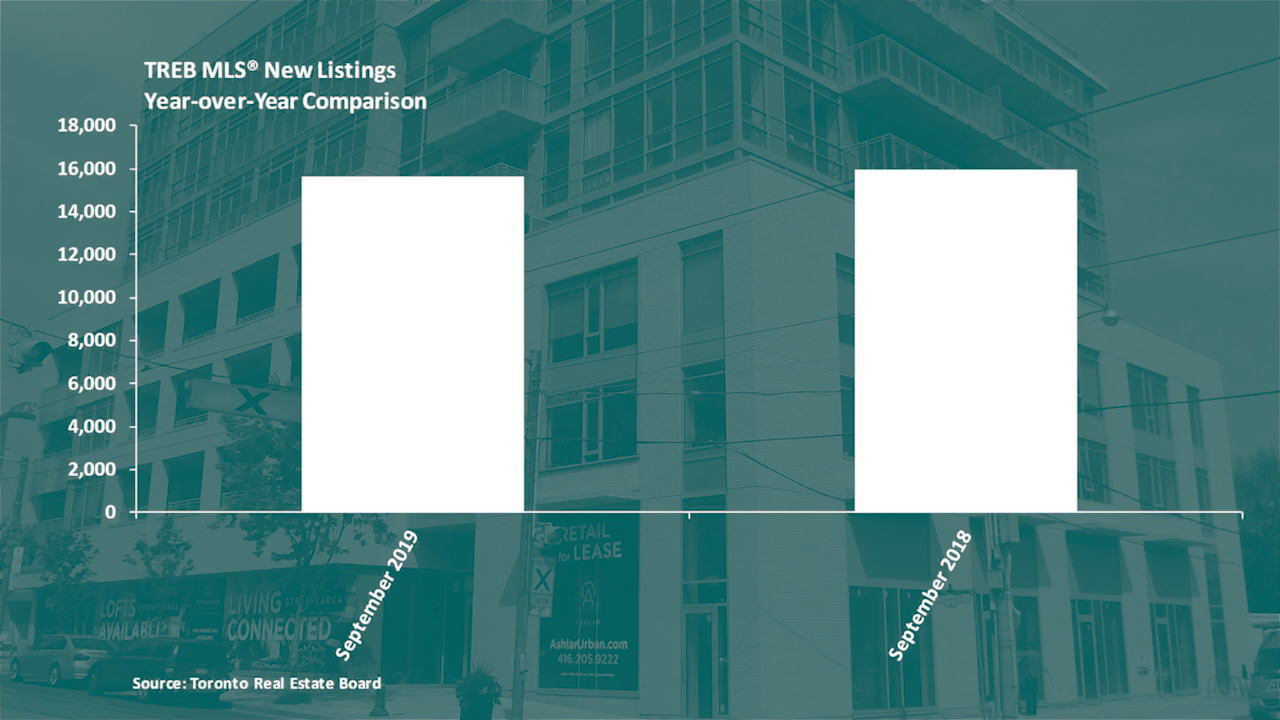 TREB MLS® New Listings
Year-over-Year Comparison
18,000
16,000
14,000
12,000
10,000
8,000
6,000
4,000
2,000
0
September 2019
September 2018
RETAIL
for LEASE
X
X
LOFTS
AVAILABLE
LIVING
CONNECTED
ASHLAR
AshlarUrban.com
416.205.9222
Source: Toronto Real Estate Board